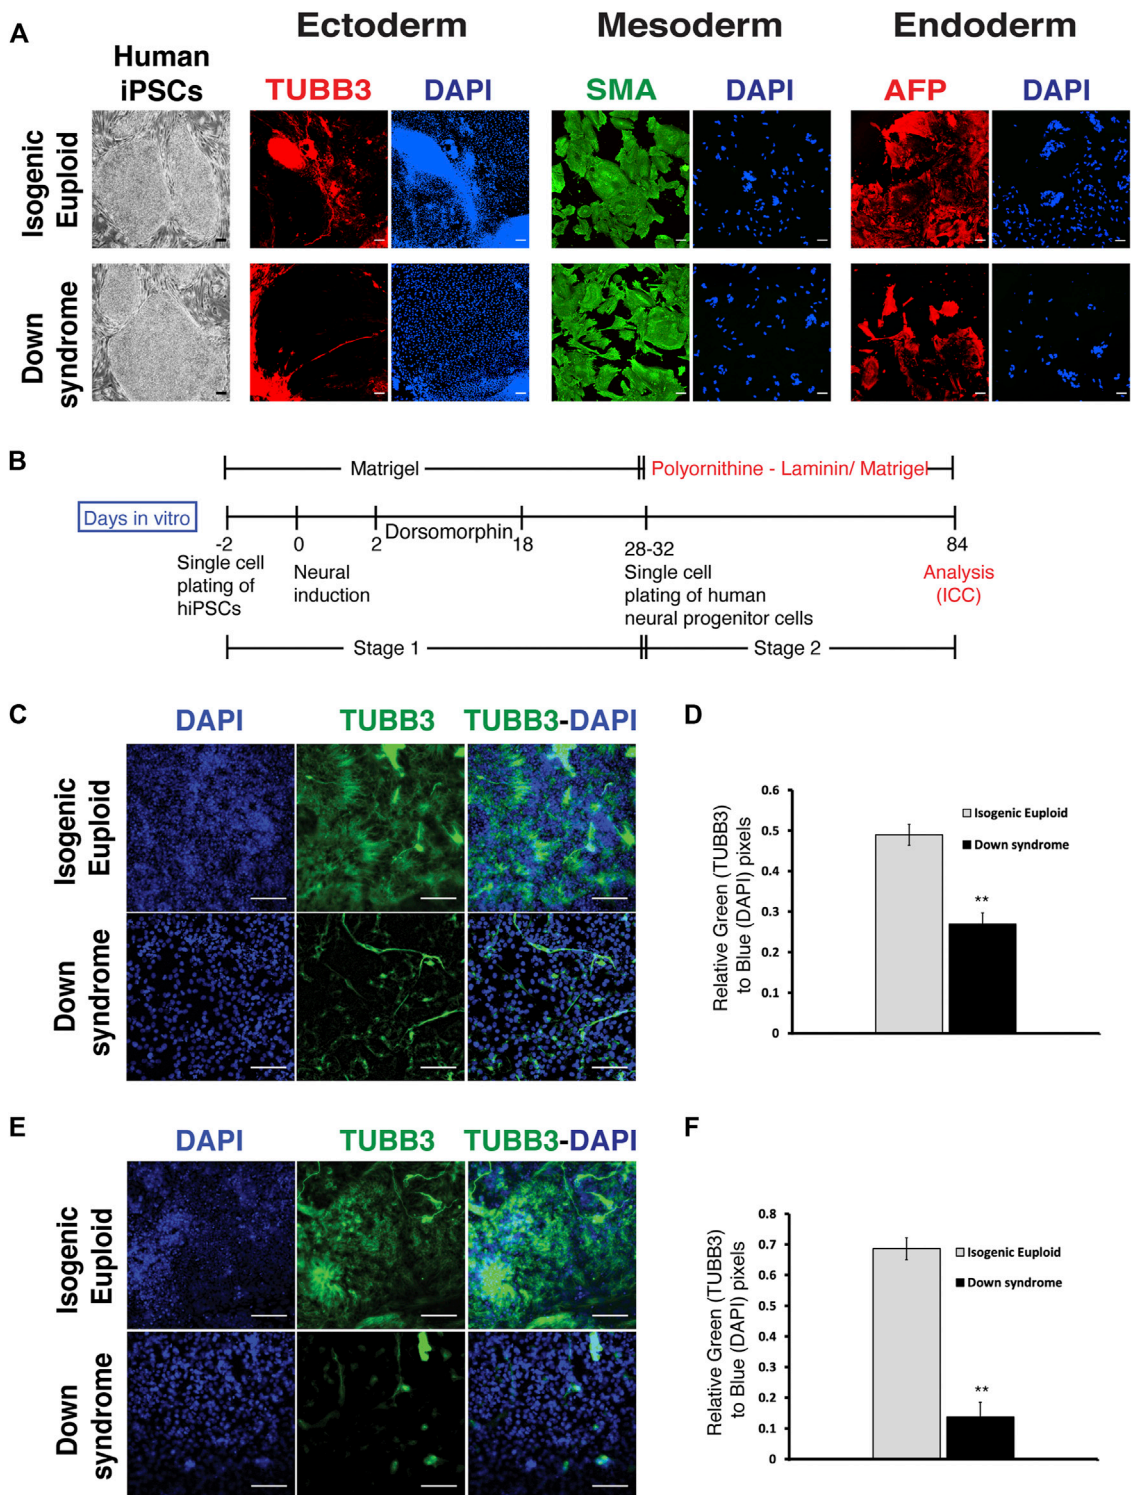 A
Ectoderm Mesoderm Endoderm
Human
iPSCs
TUBB3 DAPI SMA DAPI AFP DAPI
Isogenic
Euploid
Down
syndrome
B
Matrigel Polyornithine - Laminin/ Matrigel
Days in vitro
Dorsomorphin
-2 0 2 18 28-32 84
Single cell
plating of
hiPSCs
Neural
induction
Single cell
plating of human
neural progenitor cells
Analysis
(ICC)
Stage 1 Stage 2
C
DAPI TUBB3 TUBB3-DAPI
Isogenic
Euploid
Down
syndrome
D
Relative Green (TUBB3)
to Blue (DAPI) pixels
0.6
0.5
0.4
0.3
0.2
0.1
0
Isogenic Euploid
Down syndrome
**
E
DAPI TUBB3 TUBB3-DAPI
Isogenic
Euploid
Down
syndrome
F
Relative Green (TUBB3)
to Blue (DAPI) pixels
0.8
0.7
0.6
0.5
0.4
0.3
0.2
0.1
0
Isogenic Euploid
Down syndrome
**